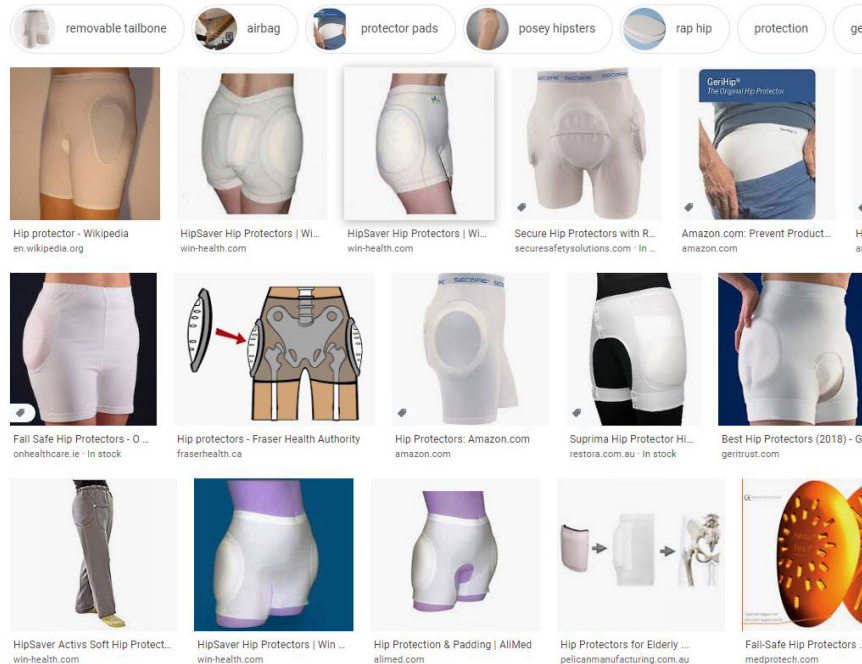 removable tailbone
airbag
protector pads
posey hipsters
rap hip
protection
ge
SECURE SECURE SECURE
GeriHip®
The Original Hip Protector
Hip protector - Wikipedia
en.wikipedia.org
HipSaver Hip Protectors | Wi...
win-health.com
HipSaver Hip Protectors | Wi...
win-health.com
Secure Hip Protectors with R...
securesafetysolutions.com · In ...
Amazon.com: Prevent Product...
amazon.com
H
SECURE
Fall Safe Hip Protectors - O ...
onhealthcare.ie · In stock
Hip protectors - Fraser Health Authority
fraserhealth.ca
Hip Protectors: Amazon.com
amazon.com
Suprima Hip Protector Hi...
restora.com.au · In stock
Best Hip Protectors (2018) - G
geritrust.com
HipSaver Activs Soft Hip Protect...
win-health.com
HipSaver Hip Protectors | Win ...
win-health.com
Hip Protection & Padding | AliMed
alimed.com
Hip Protectors for Elderly ...
pelicanmanufacturing.com.au
Fall-Safe Hip Protectors
medprotech.com